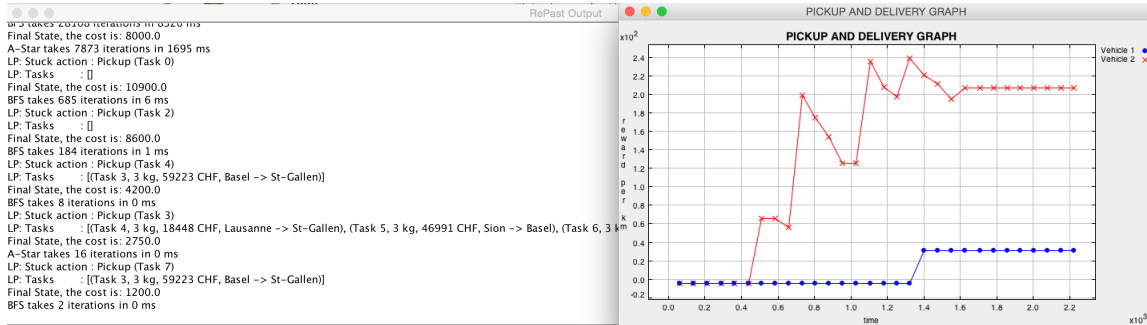 RePast Output
BFS takes 28108 iterations in 8320 ms
Final State, the cost is: 8000.0
A-Star takes 7873 iterations in 1695 ms
LP: Stuck action : Pickup (Task 0)
LP: Tasks : []
Final State, the cost is: 10900.0
BFS takes 685 iterations in 6 ms
LP: Stuck action : Pickup (Task 2)
LP: Tasks : []
Final State, the cost is: 8600.0
BFS takes 184 iterations in 1 ms
LP: Stuck action : Pickup (Task 4)
LP: Tasks : [(Task 3, 3 kg, 59223 CHF, Basel -> St-Gallen)]
Final State, the cost is: 4200.0
BFS takes 8 iterations in 0 ms
LP: Stuck action : Pickup (Task 3)
LP: Tasks : [(Task 4, 3 kg, 18448 CHF, Lausanne -> St-Gallen), (Task 5, 3 kg, 46991 CHF, Sion -> Basel), (Task 6, 3 k
Final State, the cost is: 2750.0
A-Star takes 16 iterations in 0 ms
LP: Stuck action : Pickup (Task 7)
LP: Tasks : [(Task 3, 3 kg, 59223 CHF, Basel -> St-Gallen)]
Final State, the cost is: 1200.0
BFS takes 2 iterations in 0 ms
PICKUP AND DELIVERY GRAPH
PICKUP AND DELIVERY GRAPH
x10²
2.4
2.2
2.0
1.8
1.6
1.4
1.2
1.0
0.8
0.6
0.4
0.2
0.0
-0.2
reward per km
0.0 0.2 0.4 0.6 0.8 1.0 1.2 1.4 1.6 1.8 2.0 2.2
time
Vehicle 1
Vehicle 2